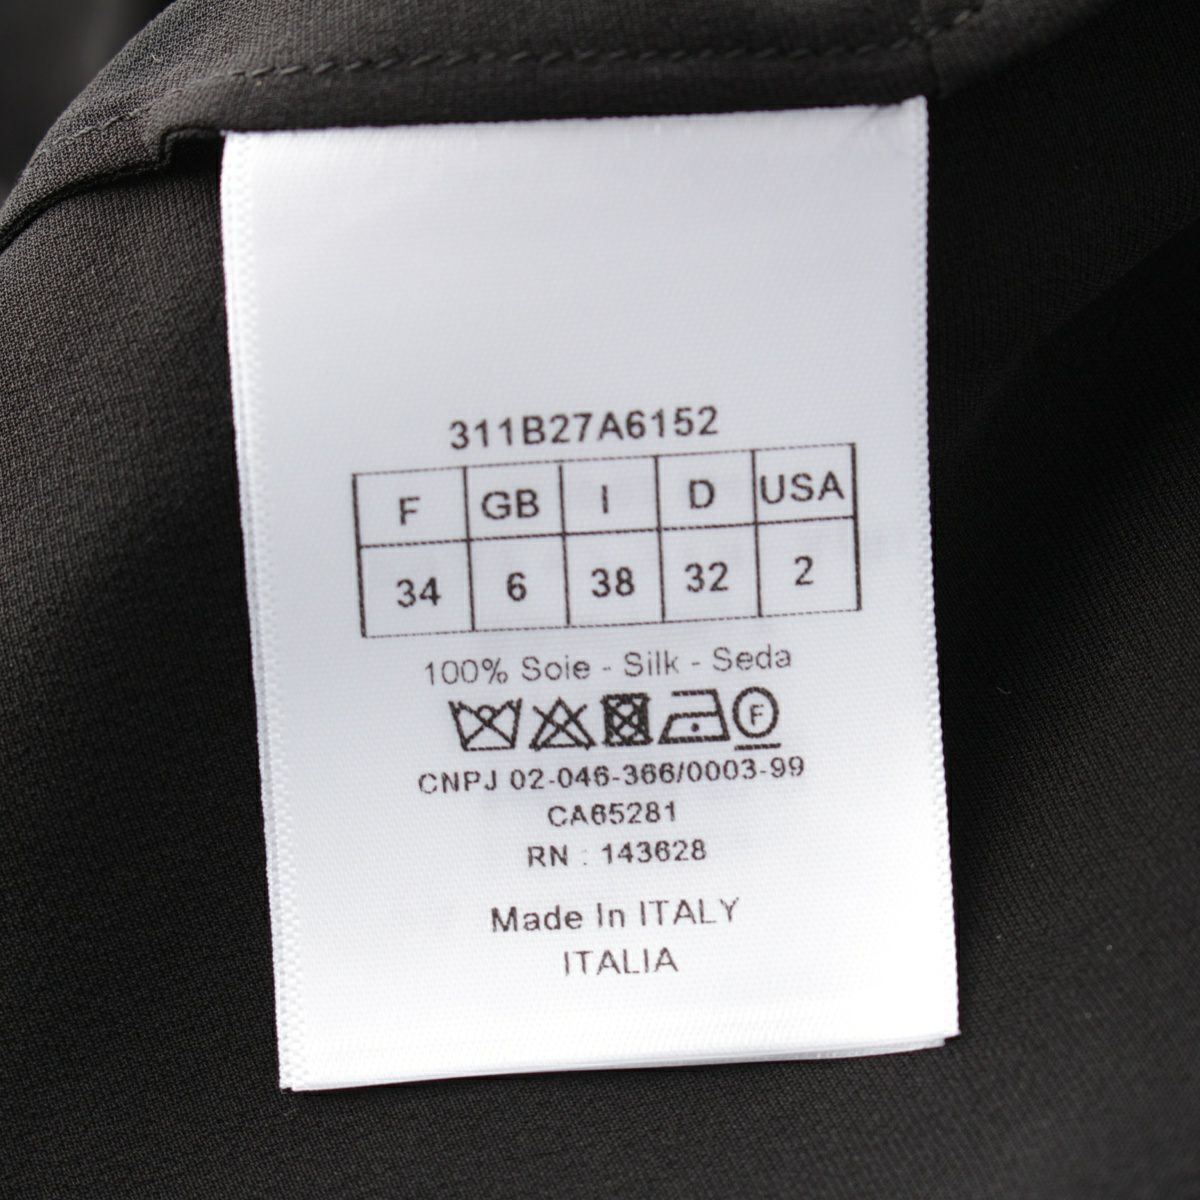 311B27A6152
F GB I D USA
34 6 38 32 2
100% Soie - Silk - Seda
F
CNPJ 02-046-366/0003-99
CA65281
RN : 143628
Made In ITALY
ITALIA